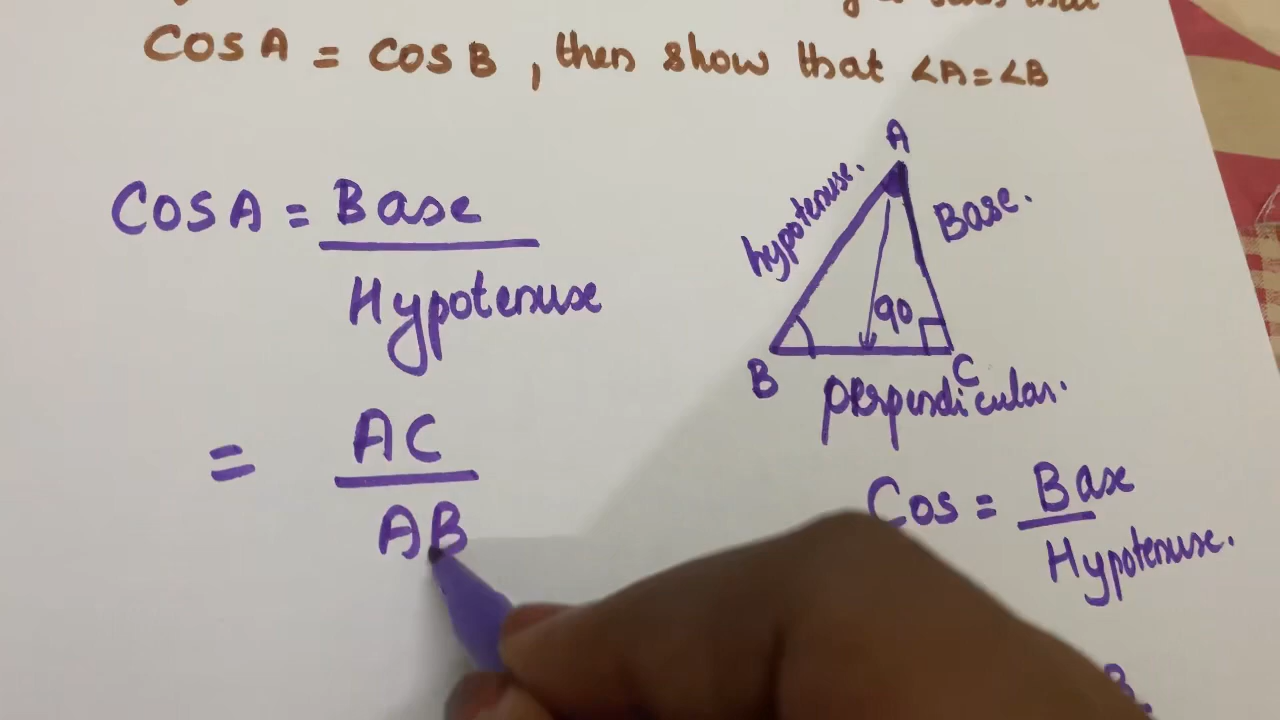 COS A = COS B , then show that ∠A = ∠B
COS A = Base
Hypotenuse
= AC
AB
A
hypotenuse.
Base.
90
B
C
Perpendicular.
Cos = Base
Hypotenuse.
B